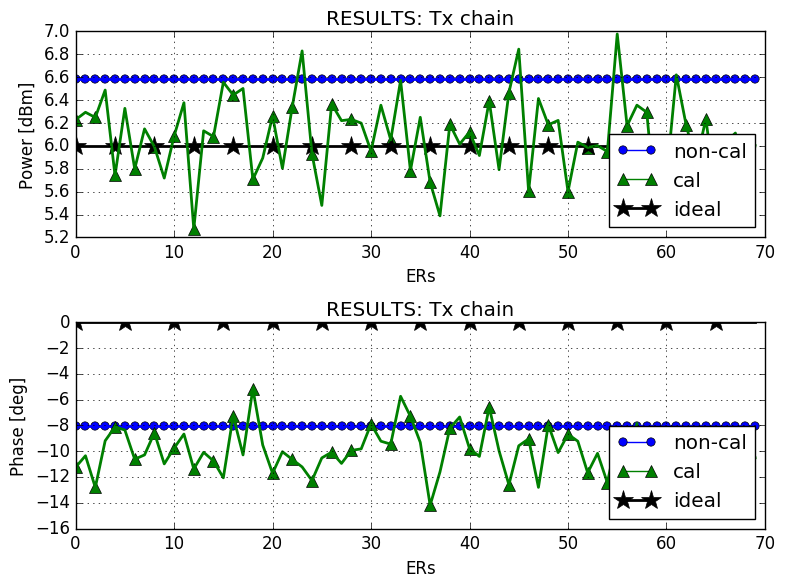 RESULTS: Tx chain
7.0
6.8
6.6
6.4
6.2
6.0
5.8
5.6
5.4
5.2
Power [dBm]
non-cal
cal
ideal
0 10 20 30 40 50 60 70
ERs
RESULTS: Tx chain
0
−2
−4
−6
−8
−10
−12
−14
−16
Phase [deg]
non-cal
cal
ideal
0 10 20 30 40 50 60 70
ERs